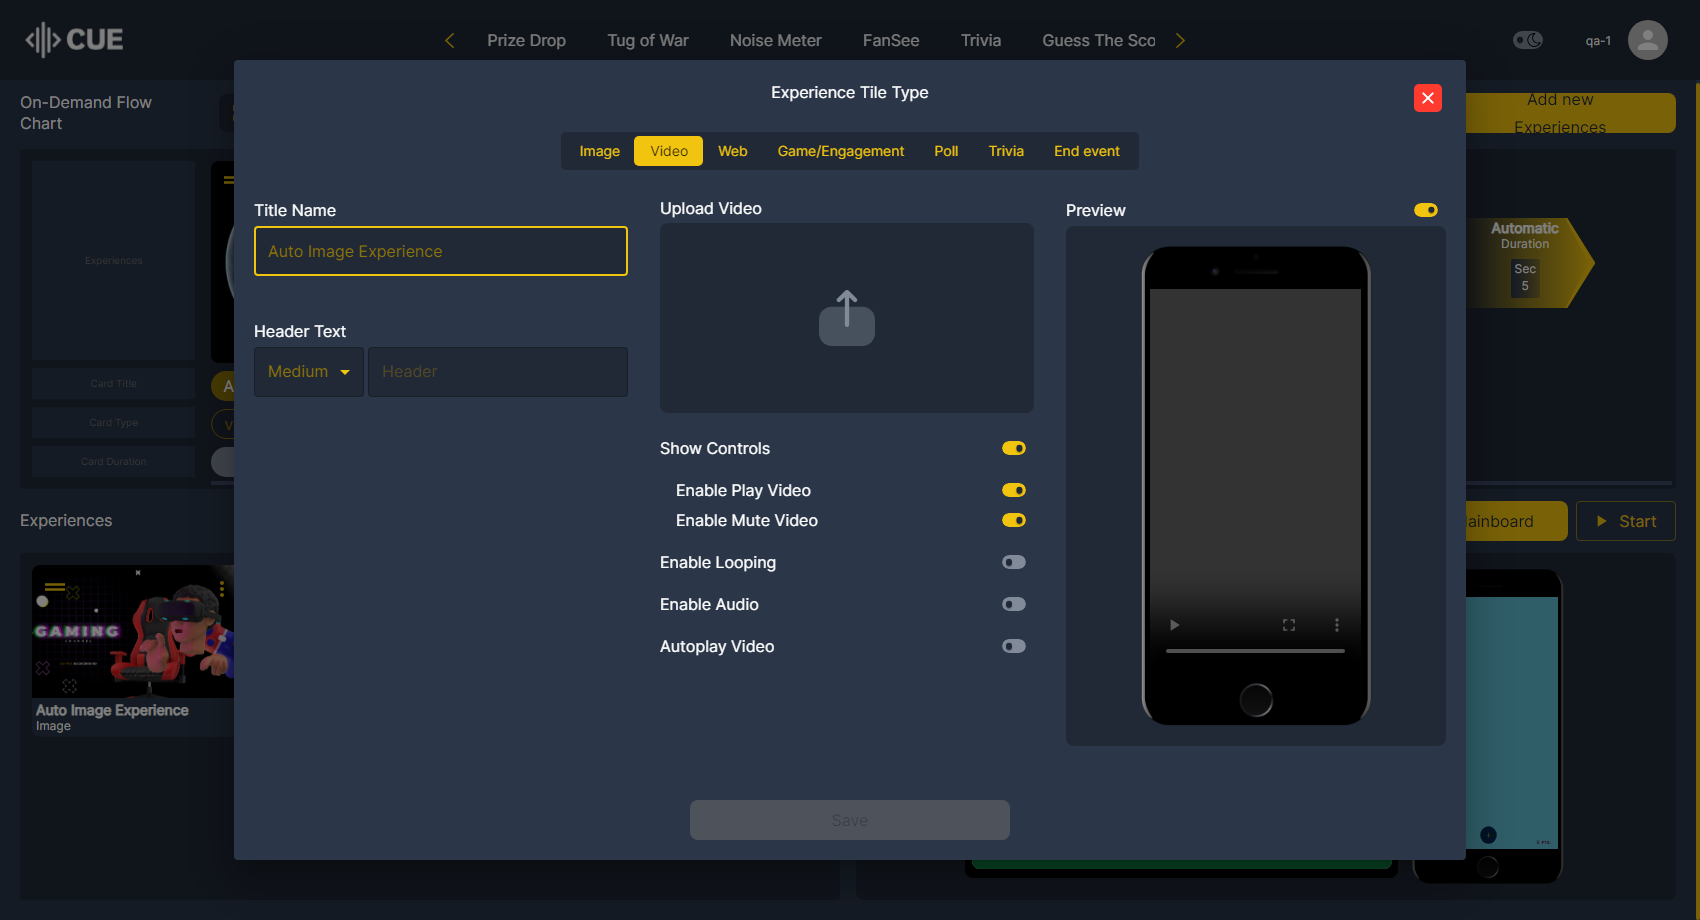 CUE
Prize Drop
Tug of War
Noise Meter
FanSee
Trivia
Guess The Sco
qa-1
On-Demand Flow
Chart
Add new
Experiences
Experience Tile Type
Image
Video
Web
Game/Engagement
Poll
Trivia
End event
Title Name
Auto Image Experience
Header Text
Medium
Header
Upload Video
Show Controls
Enable Play Video
Enable Mute Video
Enable Looping
Enable Audio
Autoplay Video
Preview
Save
Experiences
Card Title
Card Type
Card Duration
A
V
Automatic
Duration
Sec
5
Experiences
ainboard
Start
GAMING
Auto Image Experience
Image